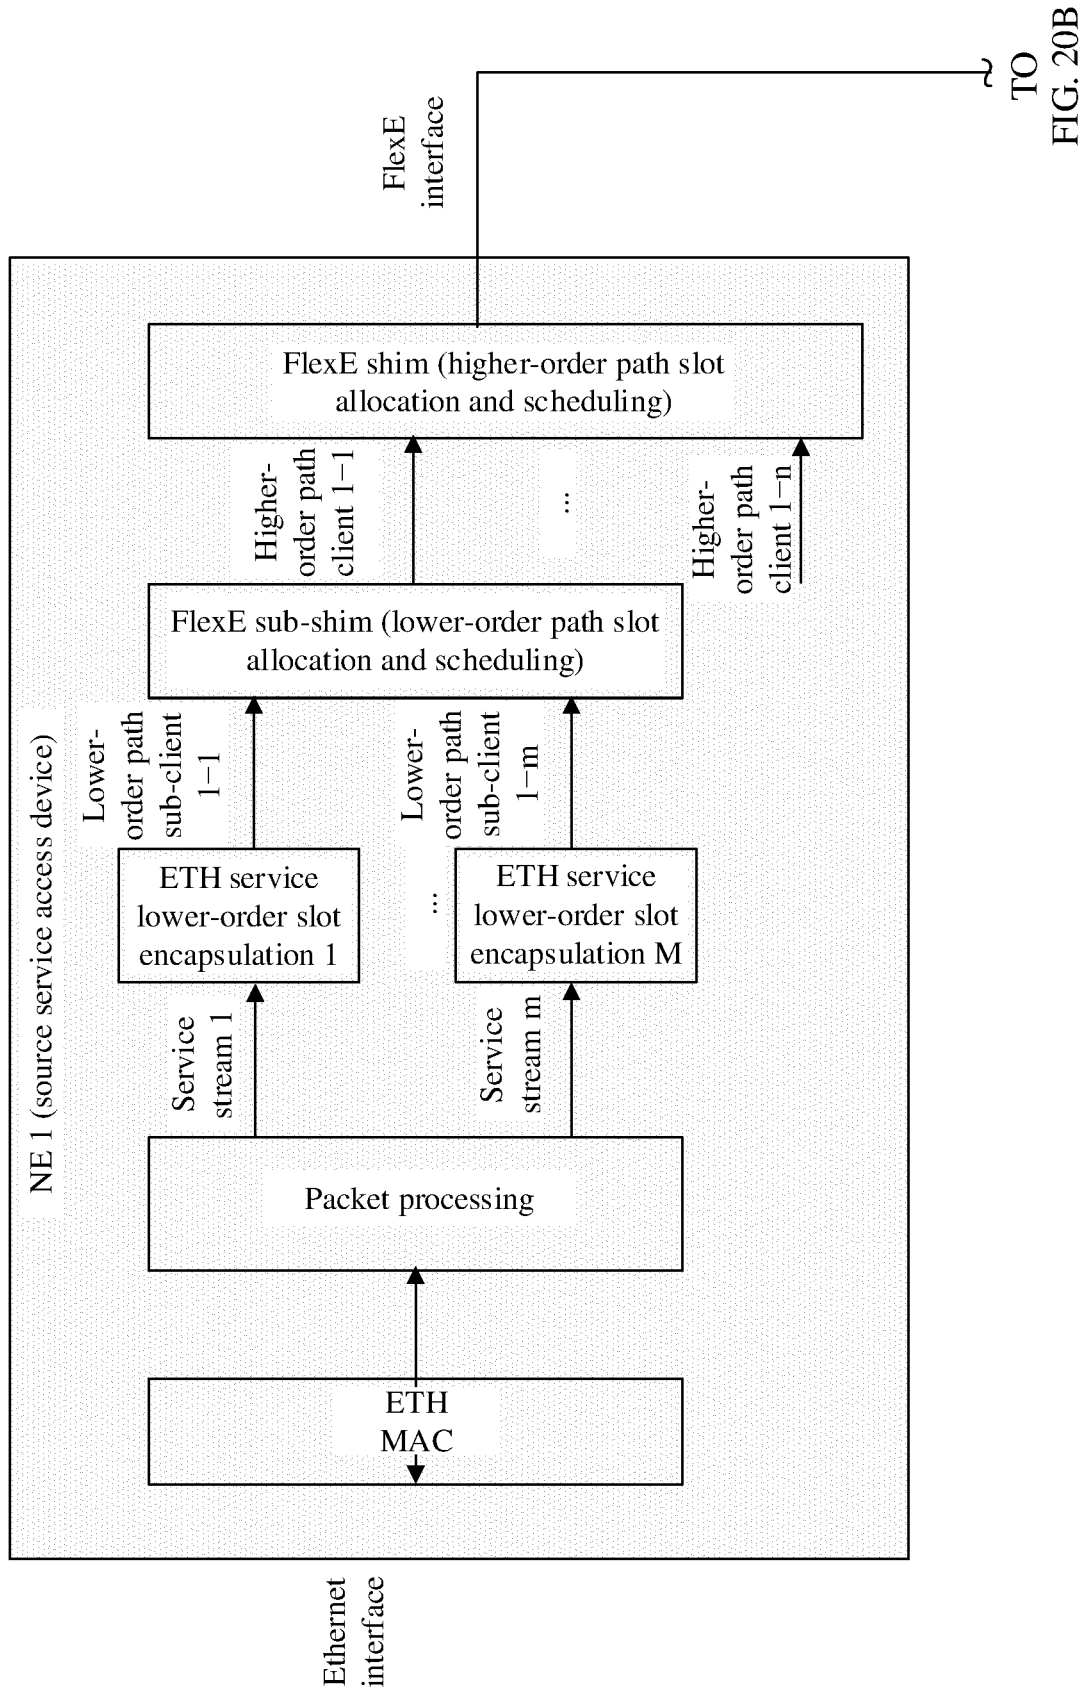 NE 1 (source service access device)
Ethernet
interface
ETH
MAC
Packet processing
Service
stream 1
Service
stream m
ETH service
lower-order slot
encapsulation 1
...
ETH service
lower-order slot
encapsulation M
Lower-
order path
sub-client
1−1
Lower-
order path
sub-client
1−m
FlexE sub-shim (lower-order path slot
allocation and scheduling)
Higher-
order path
client 1−1
...
Higher-
order path
client 1−n
FlexE shim (higher-order path slot
allocation and scheduling)
FlexE
interface
TO
FIG. 20B